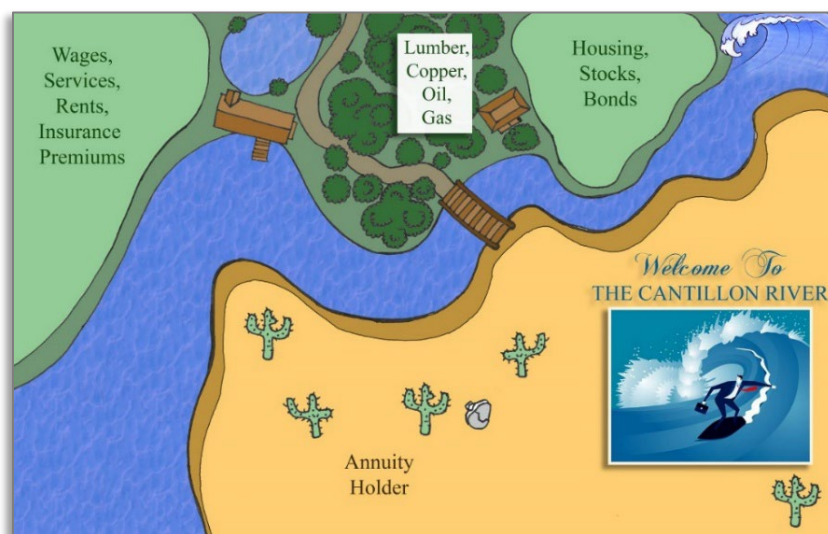 Wages,
Services,
Rents,
Insurance
Premiums
Lumber,
Copper,
Oil,
Gas
Housing,
Stocks,
Bonds
Welcome To
THE CANTILLON RIVER
Annuity
Holder